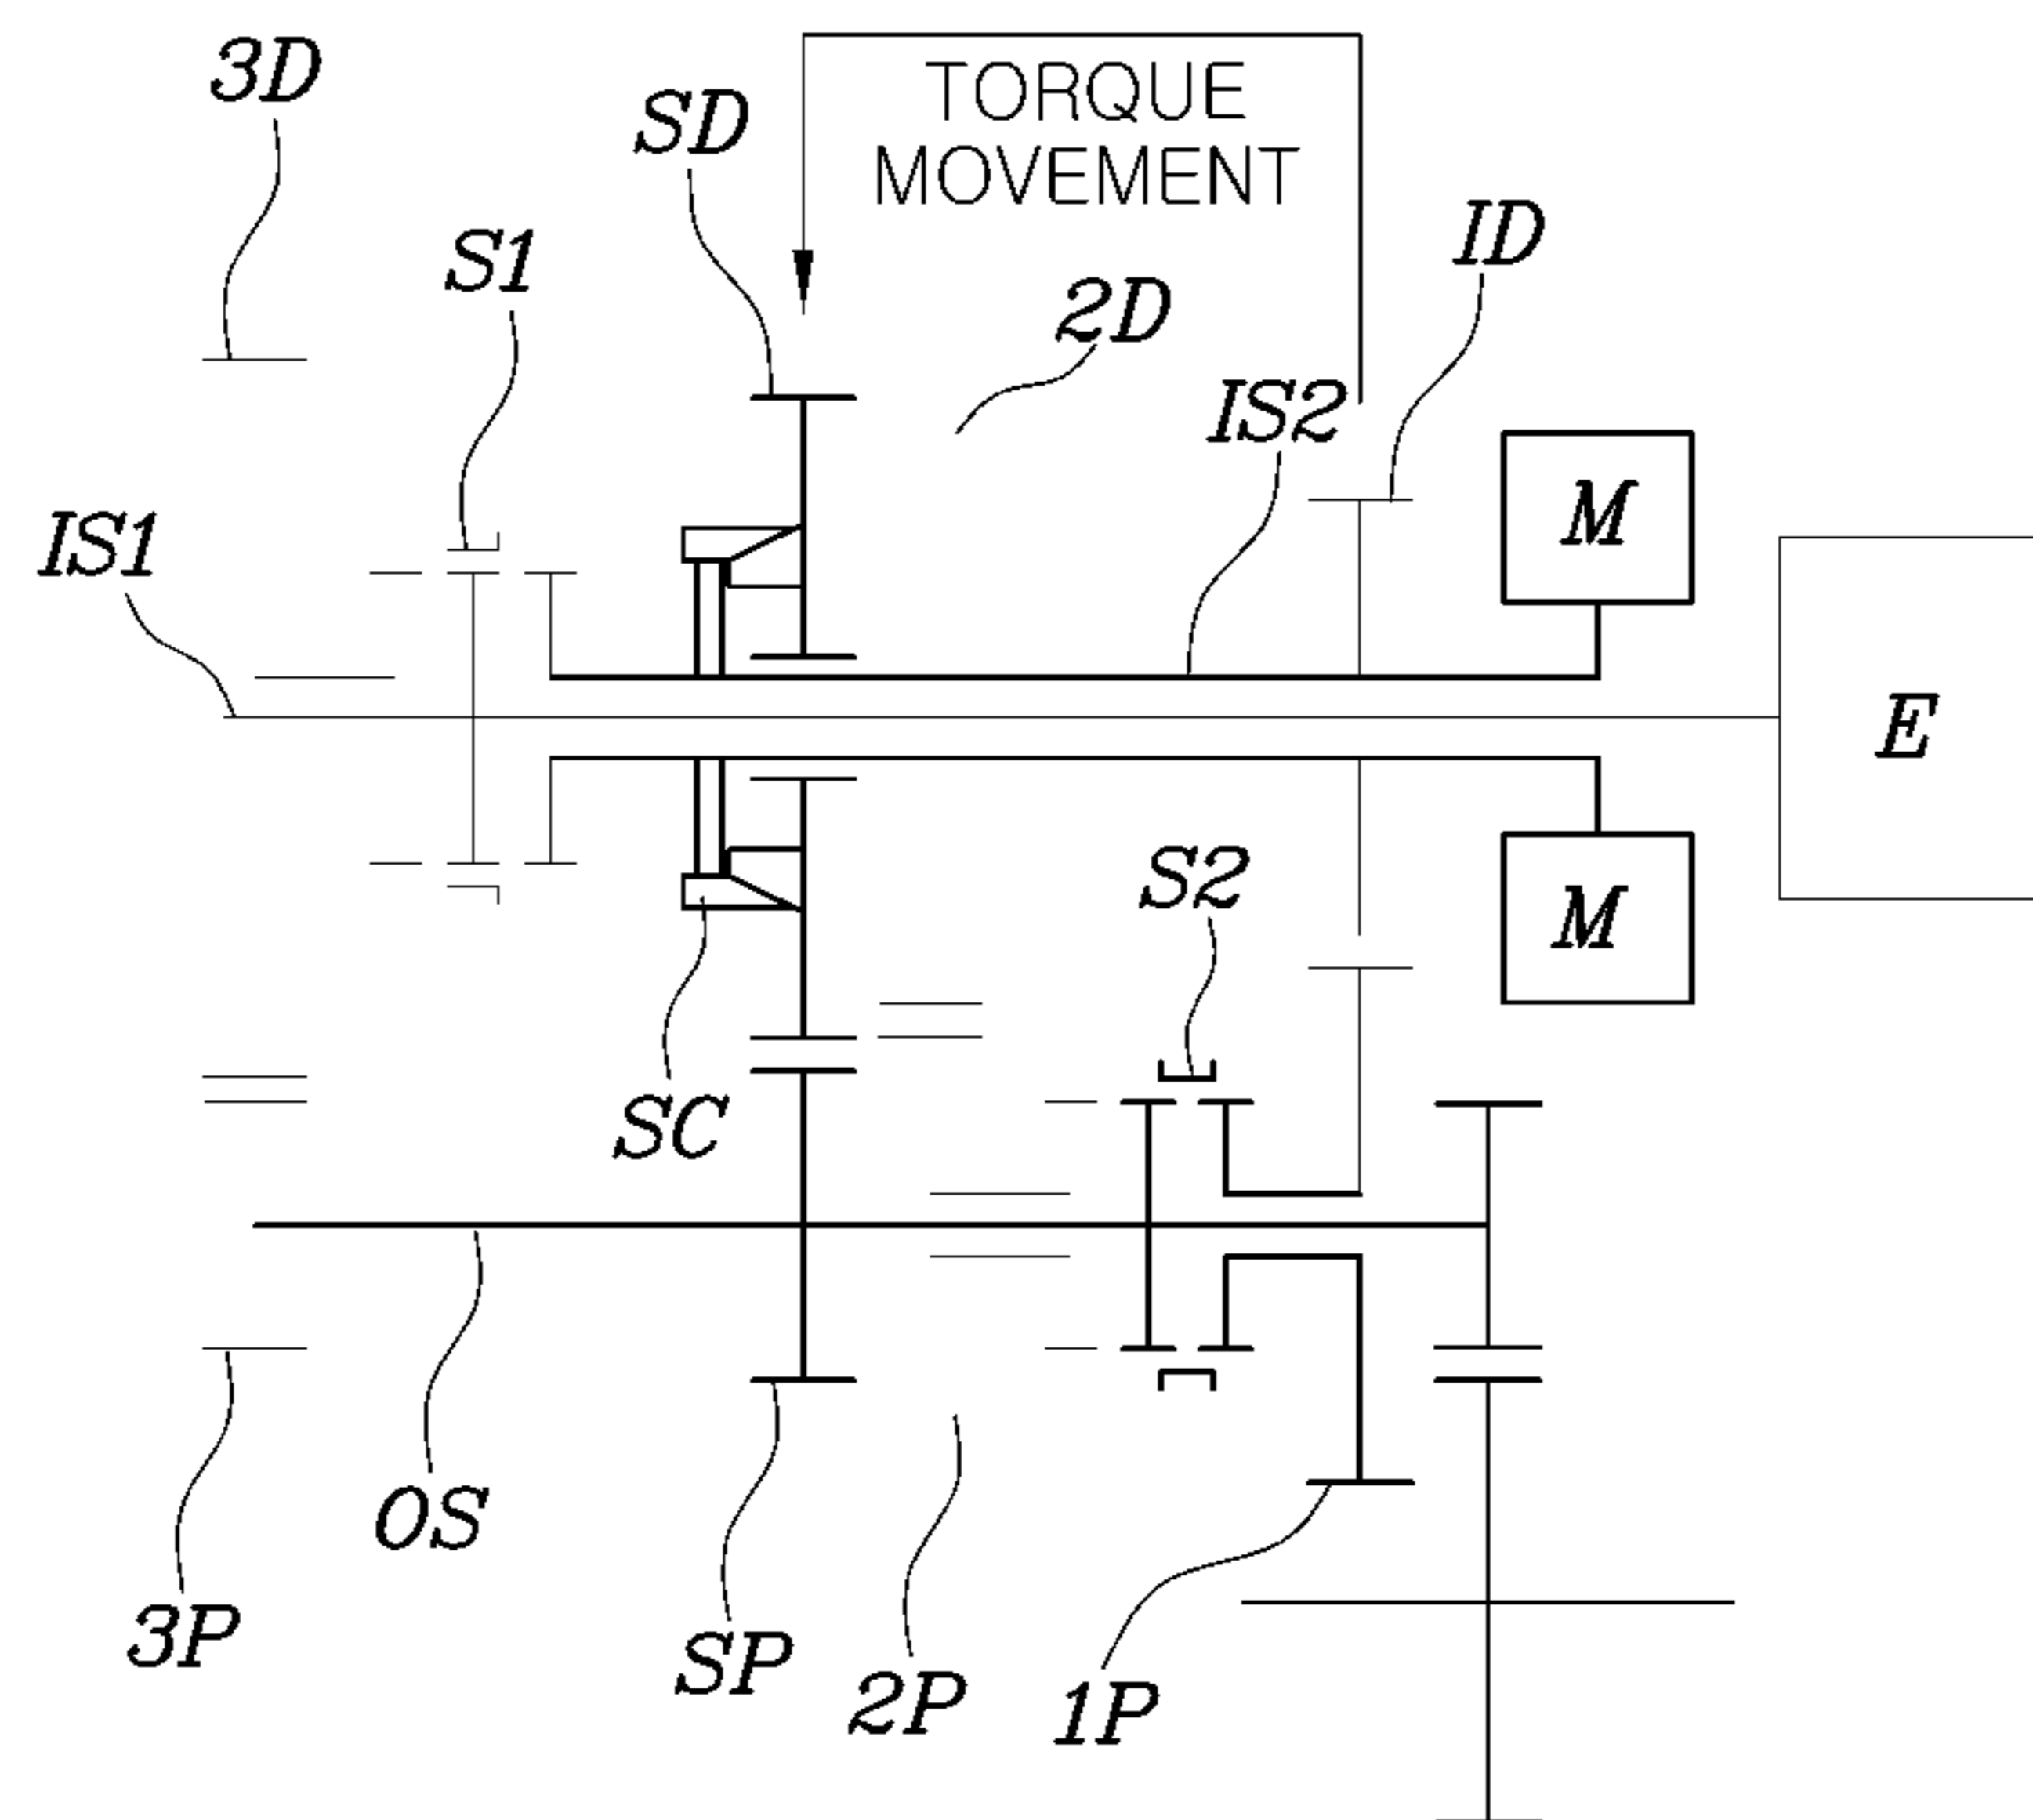 3D
TORQUE
SD
MOVEMENT
S1
ID
2D
IS2
IS1
M
E
S2
M
SC
OS
3P
SP
2P
1P